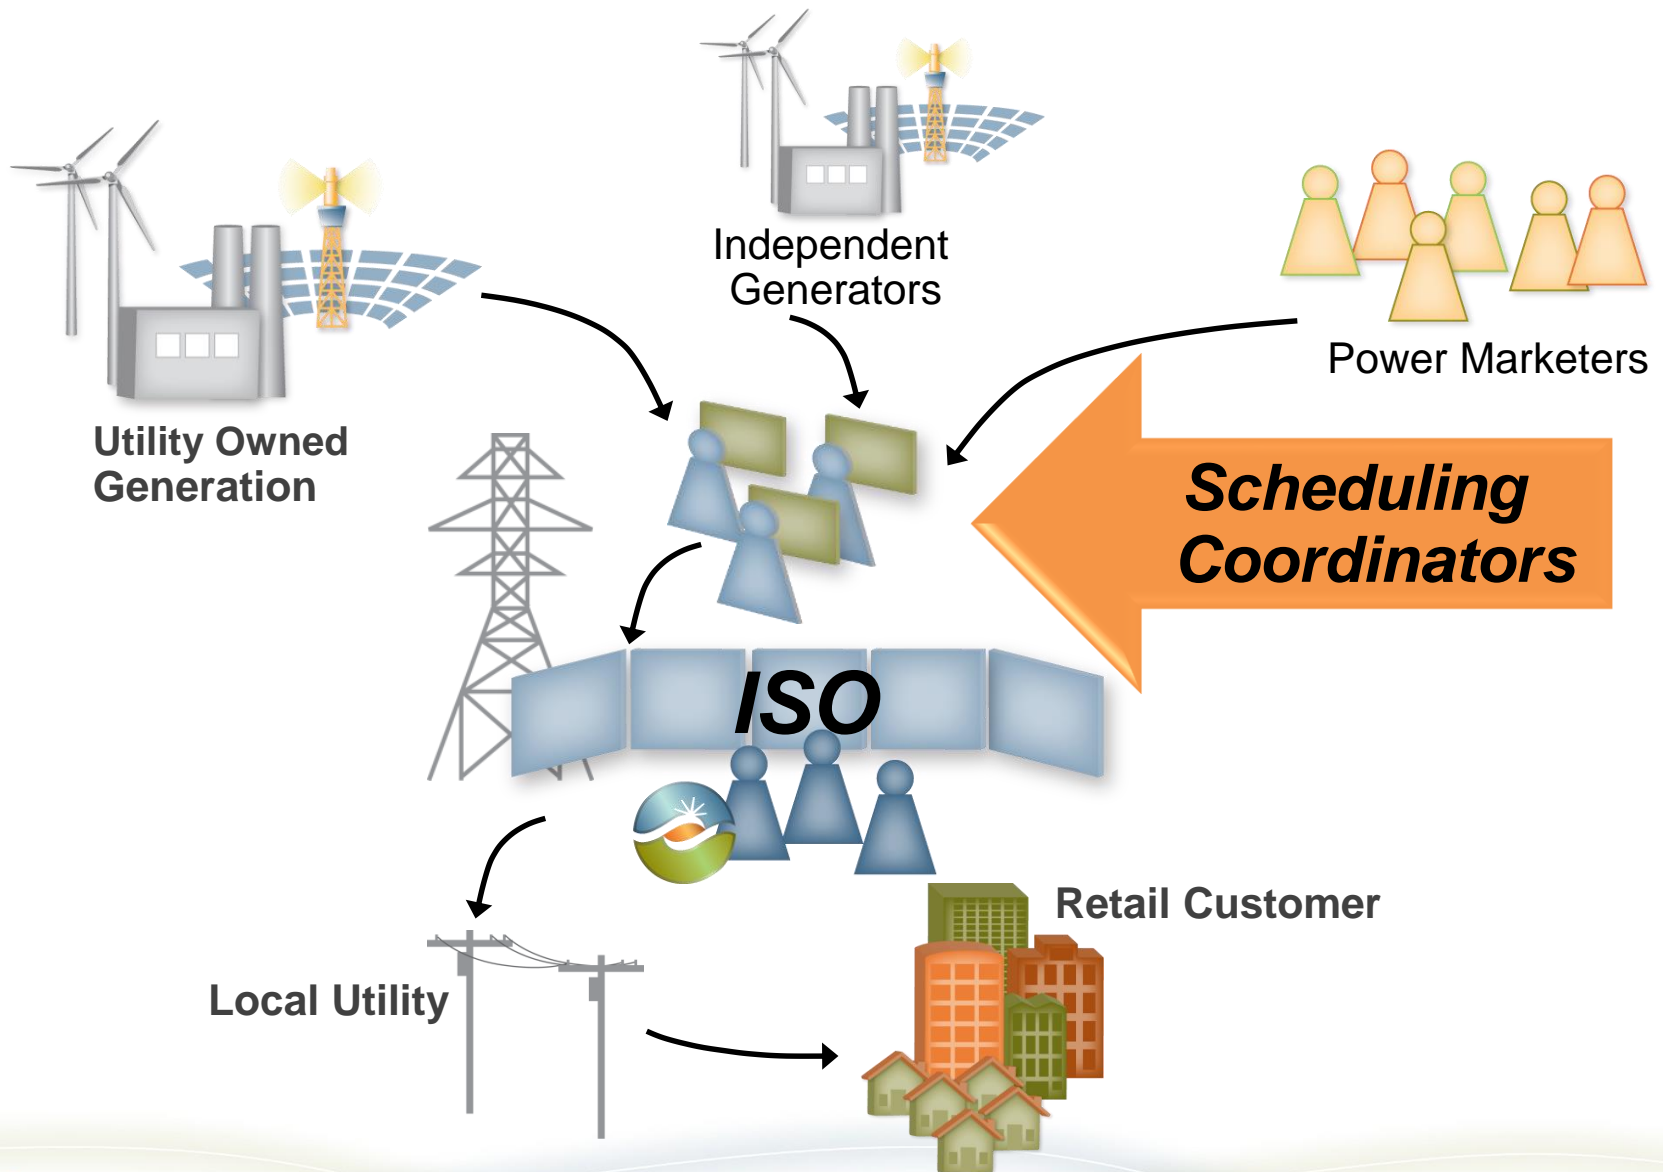 Independent
Generators
Power Marketers
Utility Owned
Generation
Scheduling
Coordinators
ISO
Retail Customer
Local Utility